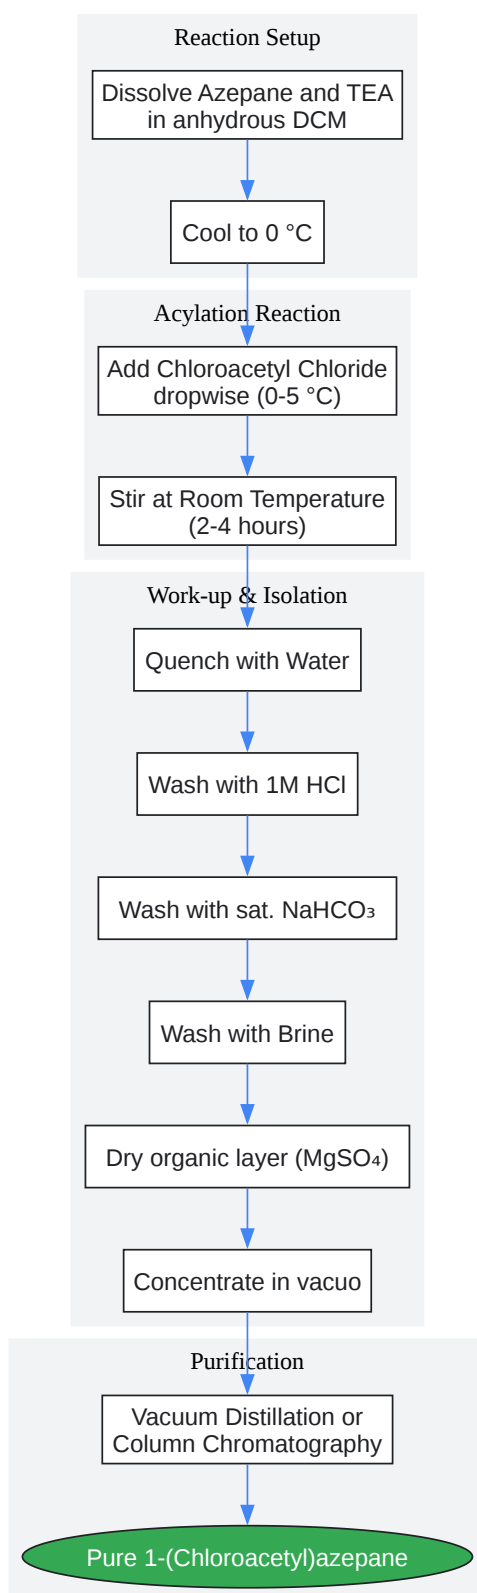 Reaction Setup
Dissolve Azepane and TEA
in anhydrous DCM
Cool to 0 °C
Acylation Reaction
Add Chloroacetyl Chloride
dropwise (0-5 °C)
Stir at Room Temperature
(2-4 hours)
Work-up & Isolation
Quench with Water
Wash with 1M HCl
Wash with sat. NaHCO₃
Wash with Brine
Dry organic layer (MgSO₄)
Concentrate in vacuo
Purification
Vacuum Distillation or
Column Chromatography
Pure 1-(Chloroacetyl)azepane